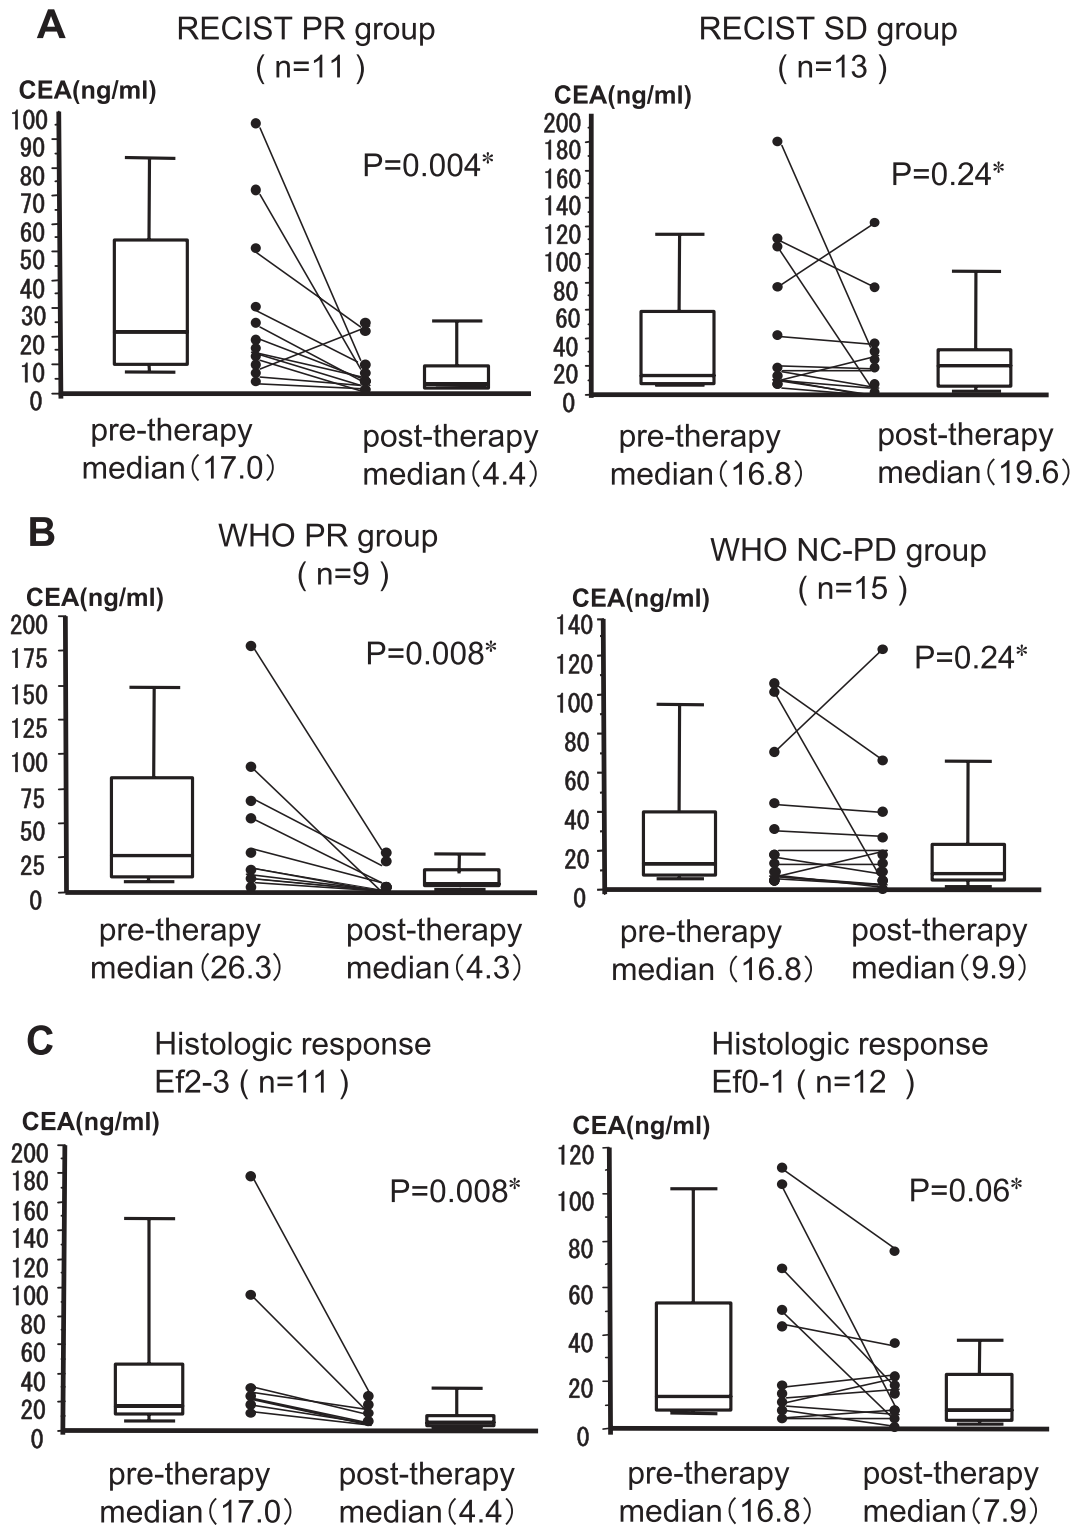 A
RECIST PR group
( n=11 )
CEA(ng/ml)
100
90
80
70
60
50
40
30
20
10
0
P=0.004*
pre-therapy
median(17.0)
post-therapy
median(4.4)
RECIST SD group
( n=13 )
CEA(ng/ml)
200
180
160
140
120
100
80
60
40
20
0
P=0.24*
pre-therapy
median(16.8)
post-therapy
median(19.6)
B
WHO PR group
( n=9 )
CEA(ng/ml)
200
175
150
125
100
75
50
25
0
P=0.008*
pre-therapy
median(26.3)
post-therapy
median(4.3)
WHO NC-PD group
( n=15 )
CEA(ng/ml)
140
120
100
80
60
40
20
0
P=0.24*
pre-therapy
median (16.8)
post-therapy
median(9.9)
C
Histologic response
Ef2-3 ( n=11 )
CEA(ng/ml)
200
180
160
140
120
100
80
60
40
20
0
P=0.008*
pre-therapy
median(17.0)
post-therapy
median(4.4)
Histologic response
Ef0-1 ( n=12 )
CEA(ng/ml)
120
100
80
60
40
20
0
P=0.06*
pre-therapy
median(16.8)
post-therapy
median(7.9)